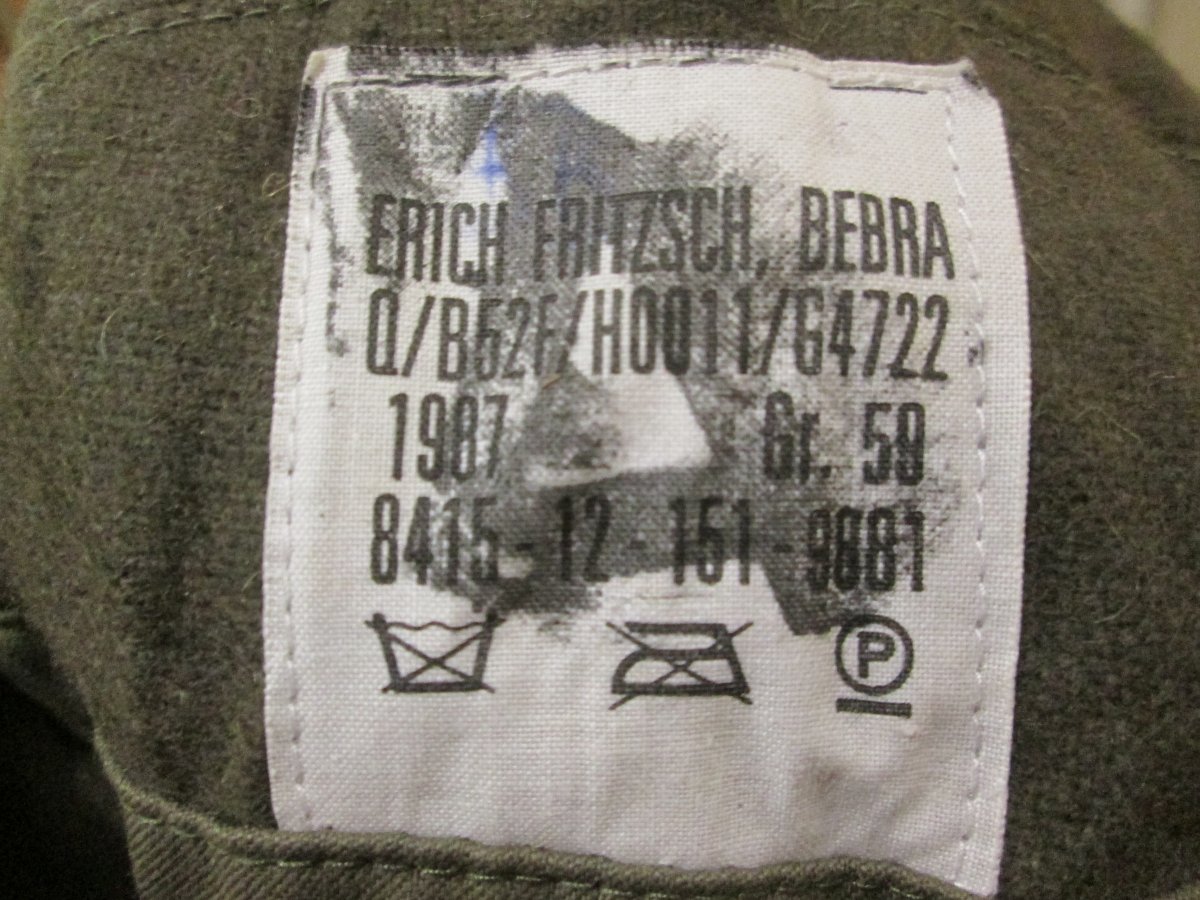 ERICH FRITZSCH, BEBRA
Q/B52F/H0011/G4722
1987 Gr. 59
8415-12-151-9881
P